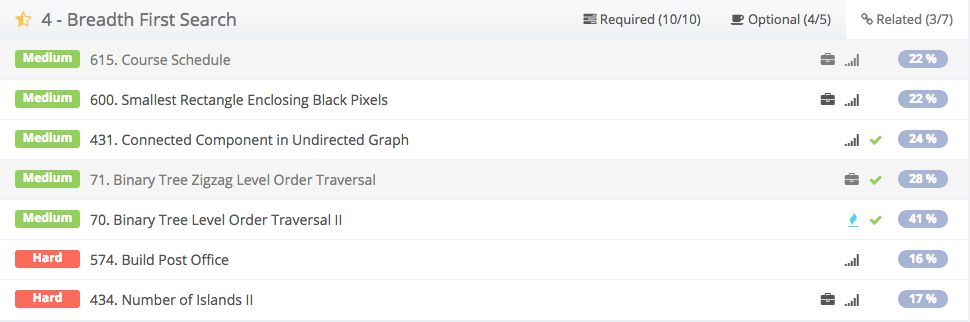 4 - Breadth First Search Required (10/10) Optional (4/5) Related (3/7)
Medium 615. Course Schedule 22 %
Medium 600. Smallest Rectangle Enclosing Black Pixels 22 %
Medium 431. Connected Component in Undirected Graph 24 %
Medium 71. Binary Tree Zigzag Level Order Traversal 28 %
Medium 70. Binary Tree Level Order Traversal II 41 %
Hard 574. Build Post Office 16 %
Hard 434. Number of Islands II 17 %